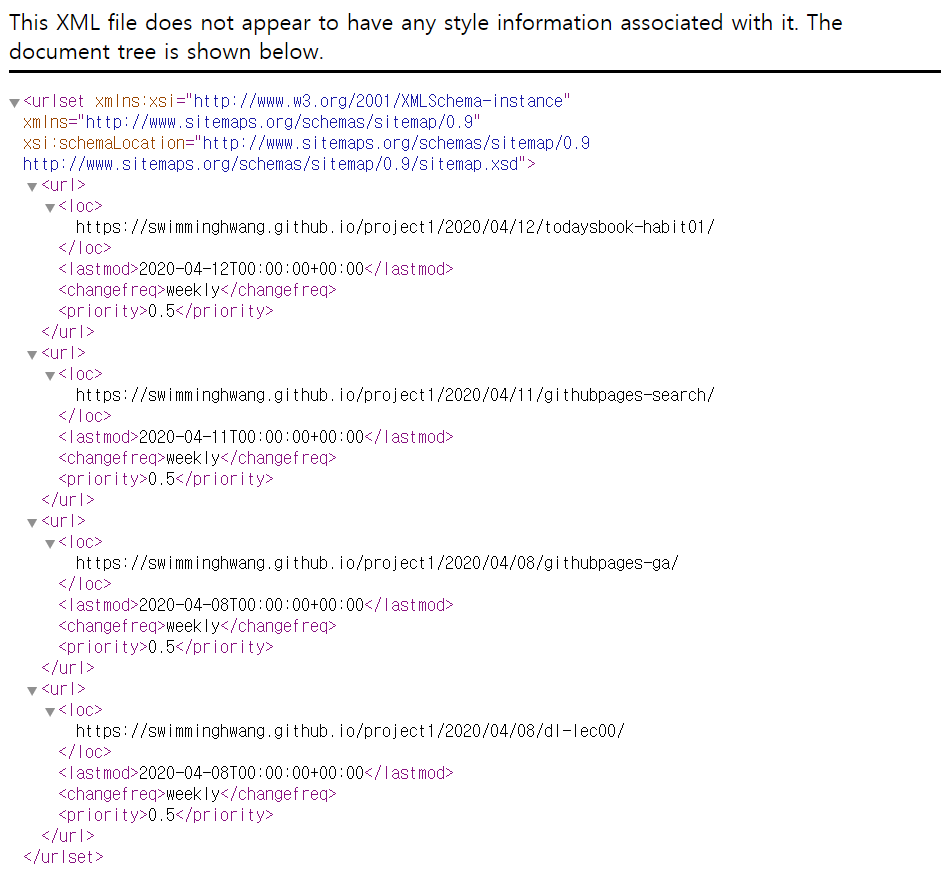 This XML file does not appear to have any style information associated with it. The
document tree is shown below.
▼<urlset xmlns:xsi="http://www.w3.org/2001/XMLSchema-instance"
xmlns="http://www.sitemaps.org/schemas/sitemap/0.9"
xsi:schemaLocation="http://www.sitemaps.org/schemas/sitemap/0.9
http://www.sitemaps.org/schemas/sitemap/0.9/sitemap.xsd">
▼<url>
▼<loc>
https://swimminghwang.github.io/project1/2020/04/12/todaysbook-habit01/
</loc>
<lastmod>2020-04-12T00:00:00+00:00</lastmod>
<changefreq>weekly</changefreq>
<priority>0.5</priority>
</url>
▼<url>
▼<loc>
https://swimminghwang.github.io/project1/2020/04/11/githubpages-search/
</loc>
<lastmod>2020-04-11T00:00:00+00:00</lastmod>
<changefreq>weekly</changefreq>
<priority>0.5</priority>
</url>
▼<url>
▼<loc>
https://swimminghwang.github.io/project1/2020/04/08/githubpages-ga/
</loc>
<lastmod>2020-04-08T00:00:00+00:00</lastmod>
<changefreq>weekly</changefreq>
<priority>0.5</priority>
</url>
▼<url>
▼<loc>
https://swimminghwang.github.io/project1/2020/04/08/dl-lec00/
</loc>
<lastmod>2020-04-08T00:00:00+00:00</lastmod>
<changefreq>weekly</changefreq>
<priority>0.5</priority>
</url>
</urlset>